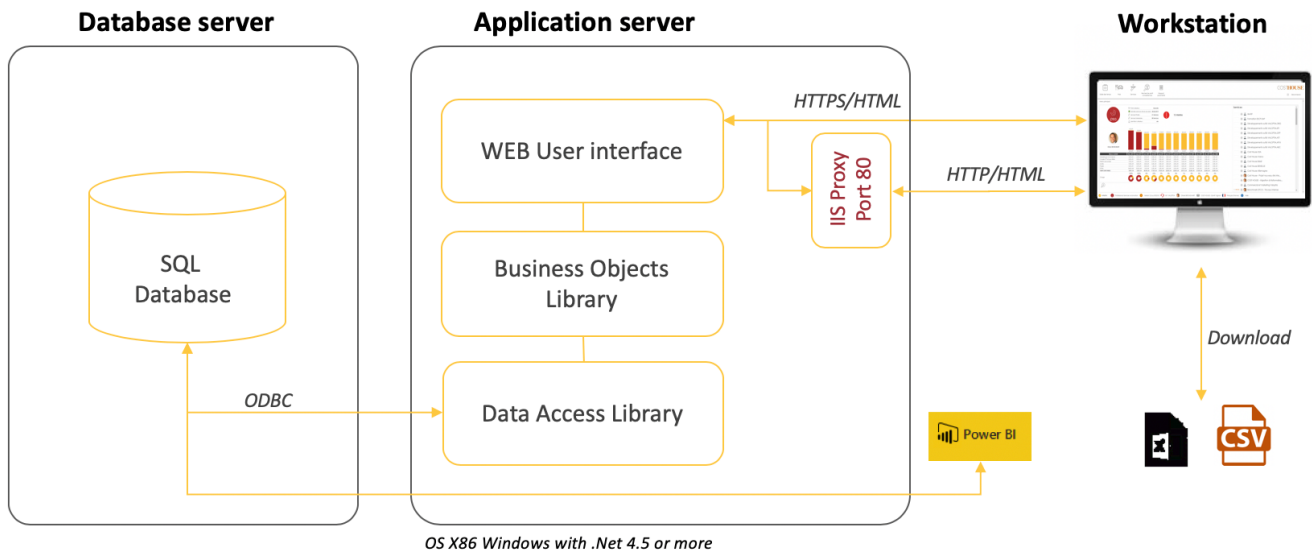 Database server
Application server
Workstation
HTTPS/HTML
WEB User interface
IIS Proxy
Port 80
HTTP/HTML
SQL
Database
Business Objects
Library
Download
ODBC
Data Access Library
Power BI
CSV
OS X86 Windows with .Net 4.5 or more